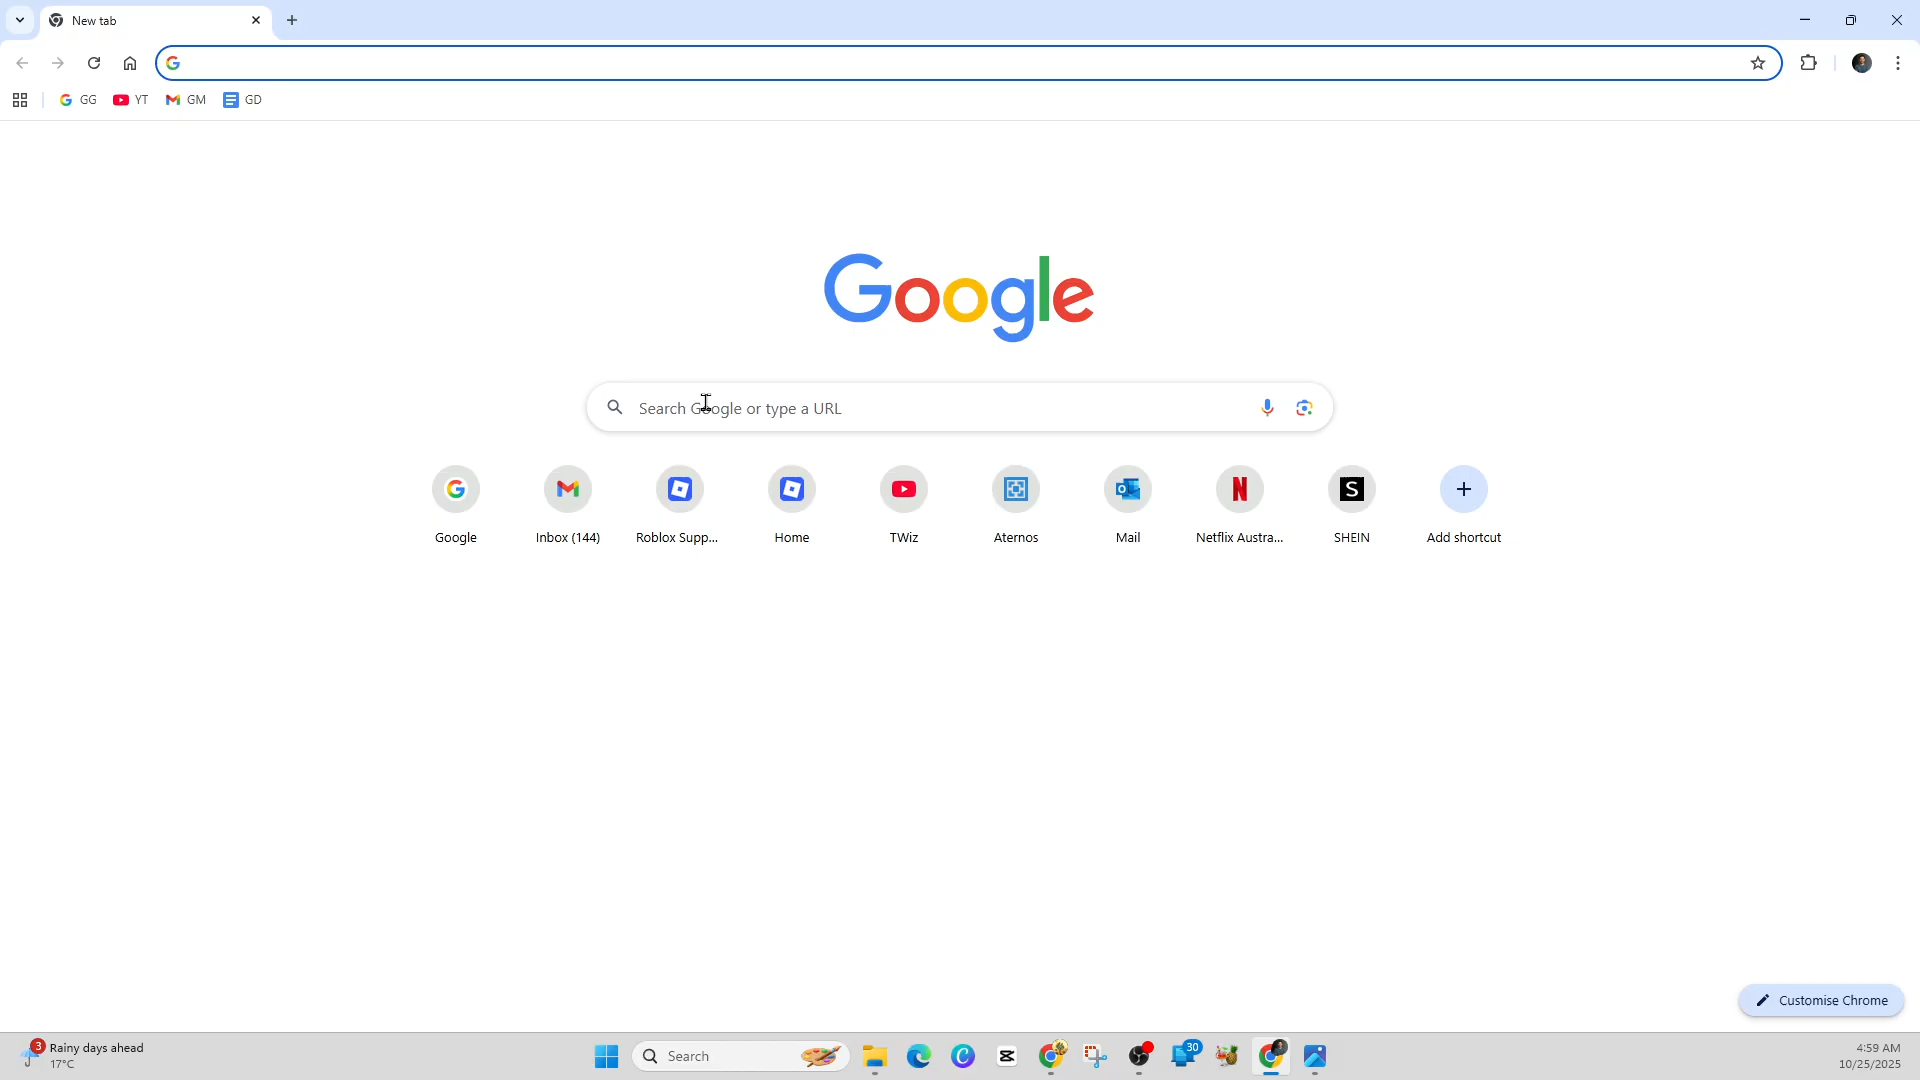 New tab
GG
YT
GM
GD
Google
Search Google or type a URL
Google
Inbox (144)
Roblox Supp...
Home
TWiz
Aternos
Mail
Netflix Austra...
SHEIN
Add shortcut
Customise Chrome
3
Rainy days ahead
17°C
Search
30
4:59 AM
10/25/2025